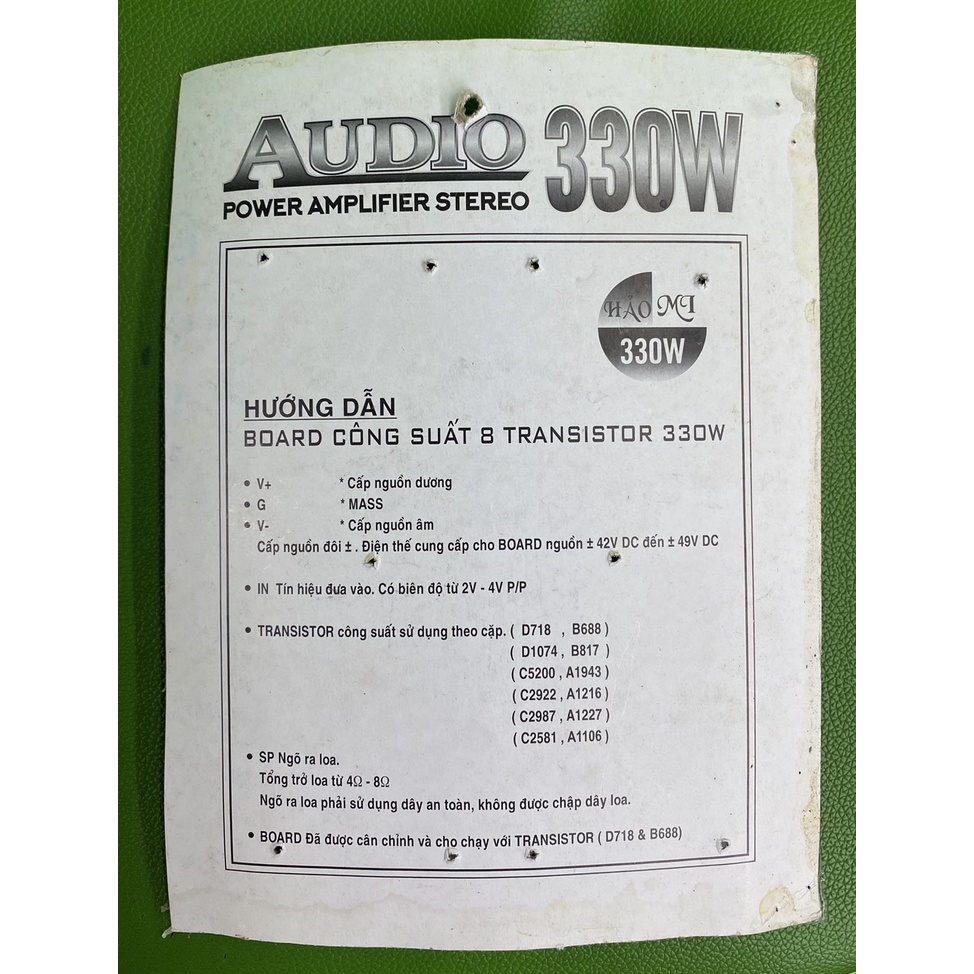 AUDIO 330W
POWER AMPLIFIER STEREO
HẢO MI
330W
HƯỚNG DẪN
BOARD CÔNG SUẤT 8 TRANSISTOR 330W
• V+ * Cấp nguồn dương
• G * MASS
• V- * Cấp nguồn âm
Cấp nguồn đôi ± . Điện thế cung cấp cho BOARD nguồn ± 42V DC đến ± 49V DC
• IN Tín hiệu đưa vào. Có biên độ từ 2V - 4V P/P
• TRANSISTOR công suất sử dụng theo cặp. ( D718 , B688 )
( D1074 , B817 )
( C5200 , A1943 )
( C2922 , A1216 )
( C2987 , A1227 )
( C2581 , A1106 )
• SP Ngõ ra loa.
Tổng trở loa từ 4Ω - 8Ω
Ngõ ra loa phải sử dụng dây an toàn, không được chập dây loa.
• BOARD Đã được cân chỉnh và cho chạy với TRANSISTOR ( D718 & B688)